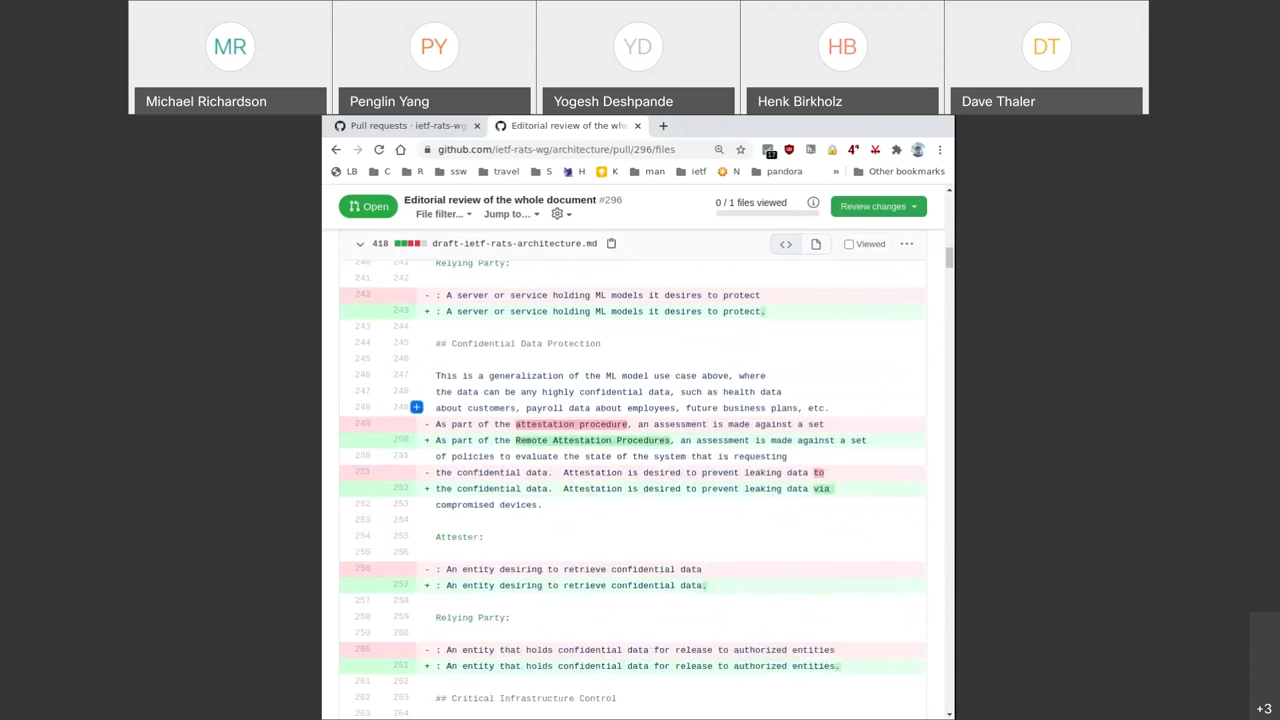 MR
PY
YD
HB
DT
Michael Richardson
Penglin Yang
Yogesh Deshpande
Henk Birkholz
Dave Thaler
Pull requests · ietf-rats-wg
Editorial review of the who
github.com/ietf-rats-wg/architecture/pull/296/files
17
LB
C
R
ssw
travel
S
H
K
man
ietf
N
pandora
»
Other bookmarks
Open
Editorial review of the whole document #296
File filter...
Jump to...
0 / 1 files viewed
Review changes
418
draft-ietf-rats-architecture.md
Viewed
240 241 Relying Party:
241 242
242 - : A server or service holding ML models it desires to protect
243 + : A server or service holding ML models it desires to protect.
243 244
244 245 ## Confidential Data Protection
245 246
246 247 This is a generalization of the ML model use case above, where
247 248 the data can be any highly confidential data, such as health data
248 249 about customers, payroll data about employees, future business plans, etc.
249 - As part of the attestation procedure, an assessment is made against a set
250 + As part of the Remote Attestation Procedures, an assessment is made against a set
250 251 of policies to evaluate the state of the system that is requesting
251 - the confidential data. Attestation is desired to prevent leaking data to
252 + the confidential data. Attestation is desired to prevent leaking data via
252 253 compromised devices.
253 254
254 255 Attester:
255 256
256 - : An entity desiring to retrieve confidential data
257 + : An entity desiring to retrieve confidential data.
257 258
258 259 Relying Party:
259 260
260 - : An entity that holds confidential data for release to authorized entities
261 + : An entity that holds confidential data for release to authorized entities.
261 262
262 263 ## Critical Infrastructure Control
263 264
+3